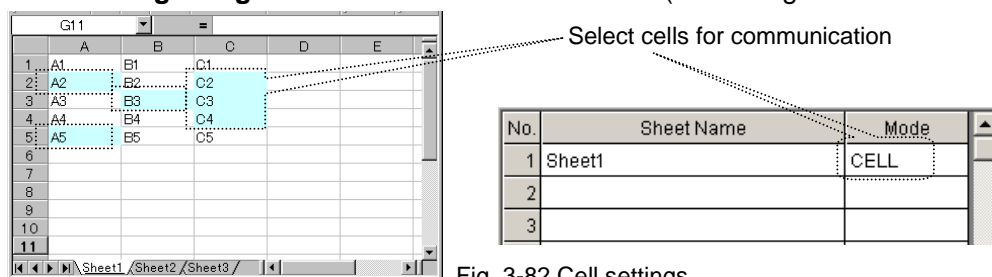 G11 =
A B C D E
1 A1 B1 C1
2 A2 B2 C2
3 A3 B3 C3
4 A4 B4 C4
5 A5 B5 C5
6
7
8
9
10
11
Sheet1 Sheet2 Sheet3
Select cells for communication
No. Sheet Name Mode
1 Sheet1 CELL
2
3
Fig. 3-82 Cell settings